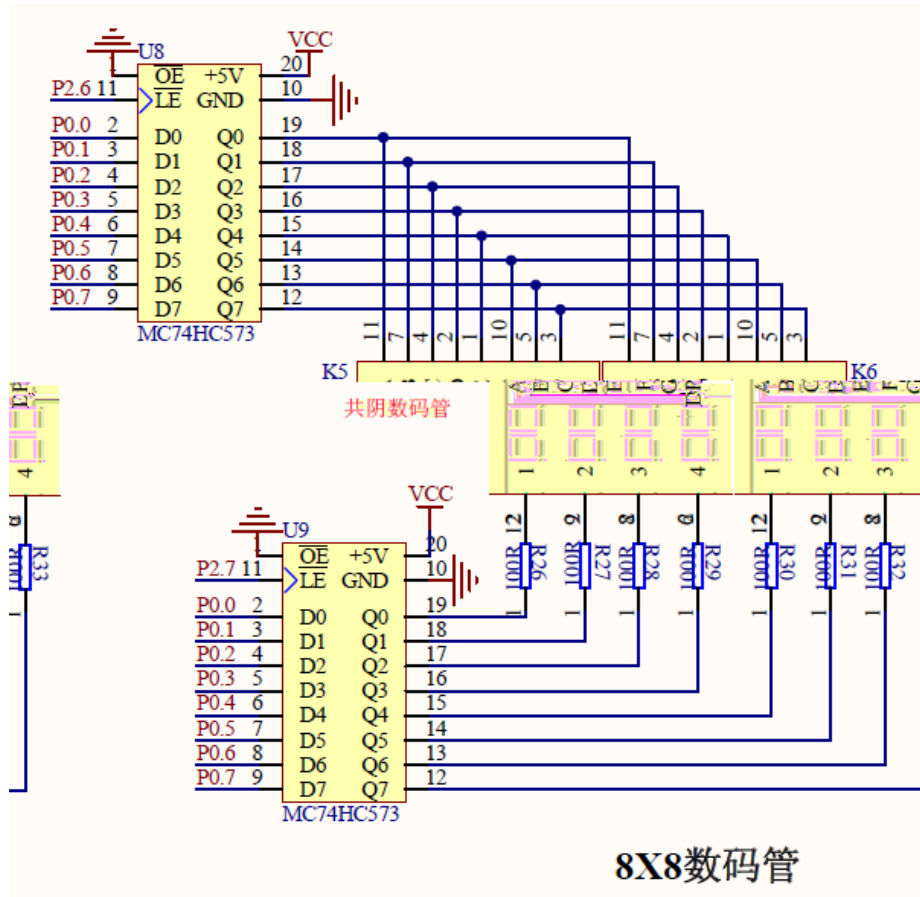 VCC
U8
1 OE +5V 20
P2.6 11 LE GND 10
P0.0 2 D0 Q0 19
P0.1 3 D1 Q1 18
P0.2 4 D2 Q2 17
P0.3 5 D3 Q3 16
P0.4 6 D4 Q4 15
P0.5 7 D5 Q5 14
P0.6 8 D6 Q6 13
P0.7 9 D7 Q7 12
MC74HC573
11 7 4 2 1 10 5 3 11 7 4 2 1 10 5 3
K5 K6
共阴数码管
4 1 2 3 4 1 2 3
VCC
U9
12 9 8 6 12 9 8
R33 R26 R27 R28 R29 R30 R31 R32
1 1 1 1 1 1 1 1
1 OE +5V 20
P2.7 11 LE GND 10
P0.0 2 D0 Q0 19
P0.1 3 D1 Q1 18
P0.2 4 D2 Q2 17
P0.3 5 D3 Q3 16
P0.4 6 D4 Q4 15
P0.5 7 D5 Q5 14
P0.6 8 D6 Q6 13
P0.7 9 D7 Q7 12
MC74HC573
8X8数码管